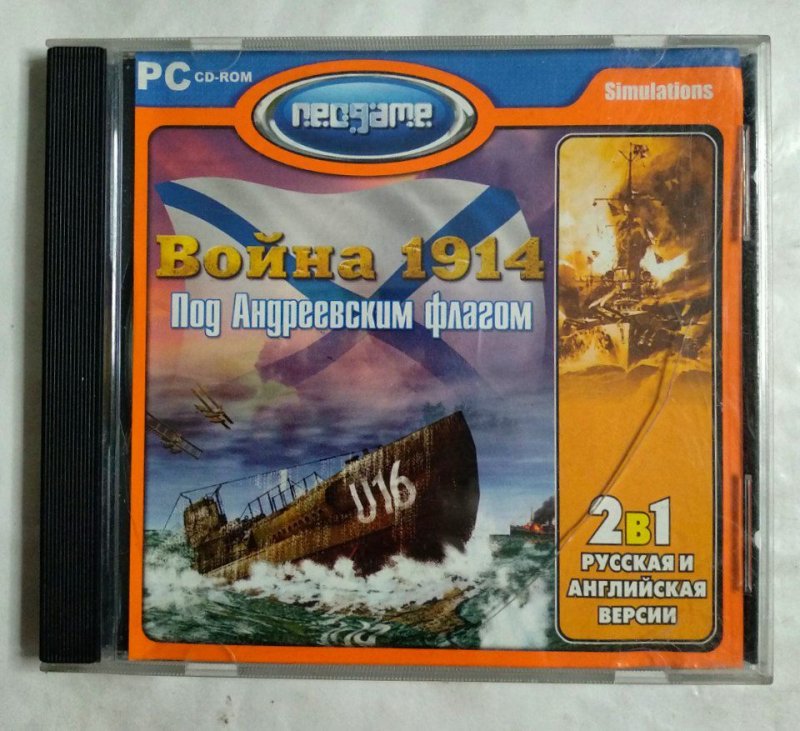 PC CD-ROM
neogame
Simulations
Война 1914
Под Андреевским флагом
U16
2в1
РУССКАЯ И
АНГЛИЙСКАЯ
ВЕРСИИ